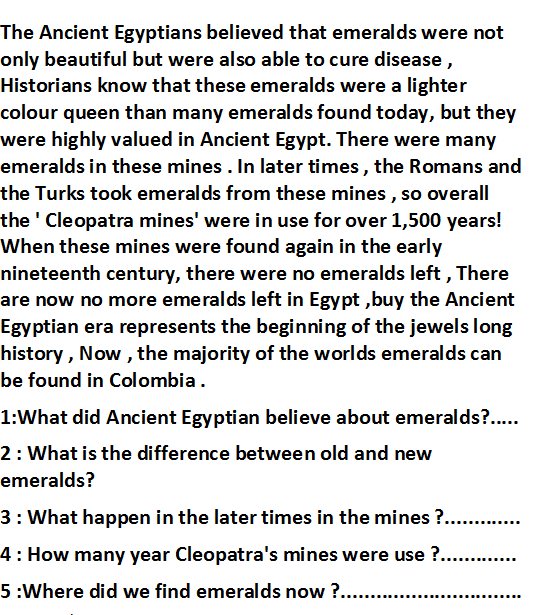 The Ancient Egyptians believed that emeralds were not
only beautiful but were also able to cure disease ,
Historians know that these emeralds were a lighter
colour queen than many emeralds found today, but they
were highly valued in Ancient Egypt. There were many
emeralds in these mines . In later times , the Romans and
the Turks took emeralds from these mines , so overall
the ' Cleopatra mines' were in use for over 1,500 years!
When these mines were found again in the early
nineteenth century, there were no emeralds left , There
are now no more emeralds left in Egypt ,buy the Ancient
Egyptian era represents the beginning of the jewels long
history , Now , the majority of the worlds emeralds can
be found in Colombia .
1:What did Ancient Egyptian believe about emeralds?.....
2 : What is the difference between old and new
emeralds?
3 : What happen in the later times in the mines ?.............
4 : How many year Cleopatra's mines were use ?.............
5 :Where did we find emeralds now ?..............................